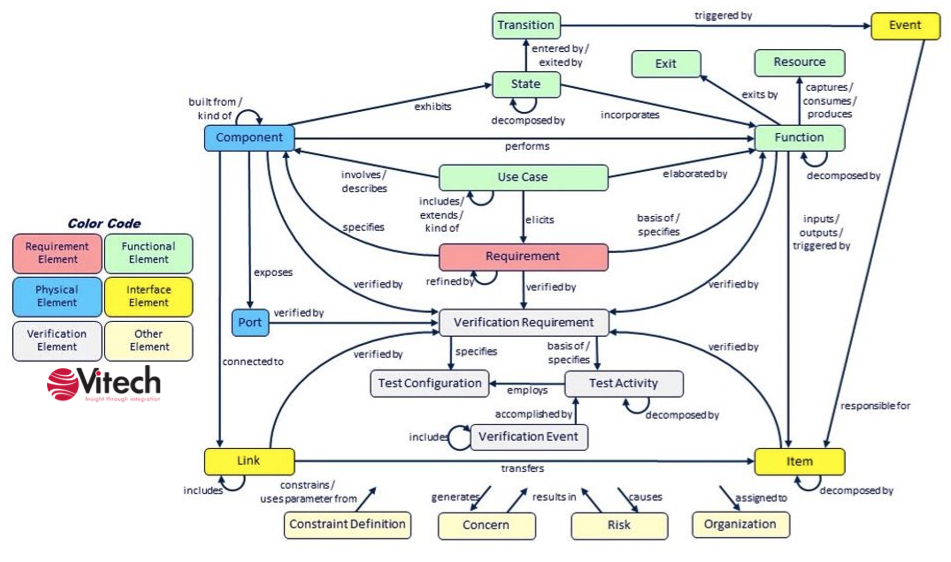 triggered by
Transition
Event
entered by /
exited by
Exit
Resource
State
built from /
kind of
exhibits
decomposed by
incorporates
exits by
captures/
consumes/
produces
Component
performs
Function
involves/
describes
Use Case
elaborated by
decomposed by
includes/
extends/
kind of
elicits
specifies
basis of /
specifies
inputs /
outputs /
triggered by
Color Code
Requirement
Element
Functional
Element
Physical
Element
Interface
Element
Verification
Element
Other
Element
Vitech
Insight through integration
Requirement
refined by
exposes
verified by
verified by
verified by
Port
verified by
Verification Requirement
connected to
verified by
specifies
basis of /
specifies
verified by
Test Configuration
employs
Test Activity
decomposed by
responsible for
accomplished by
includes
Verification Event
Link
transfers
Item
includes
constrains/
uses parameter from
generates
results in
causes
assigned to
decomposed by
Constraint Definition
Concern
Risk
Organization